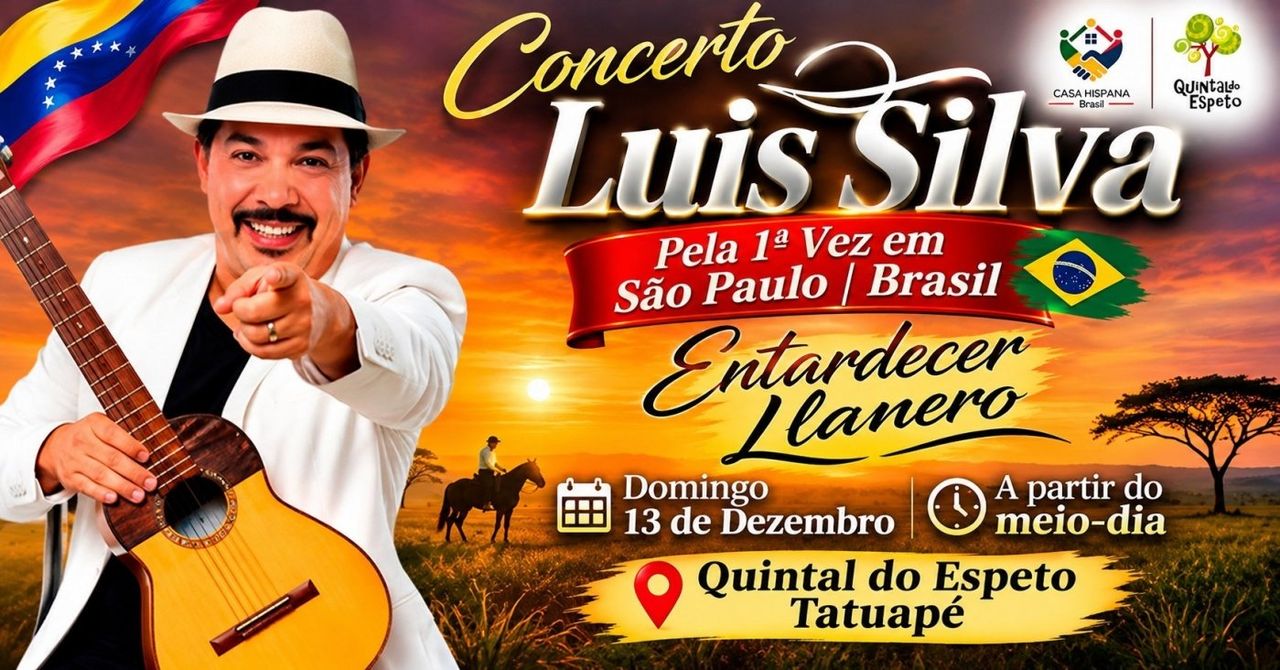 Concerto
Luis Silva
CASA HISPANA
Brasil
Quintal do
Espeto
Pela 1ª Vez em
São Paulo | Brasil
Entardecer
Llanero
Domingo
13 de Dezembro
A partir do
meio-dia
Quintal do Espeto
Tatuapé